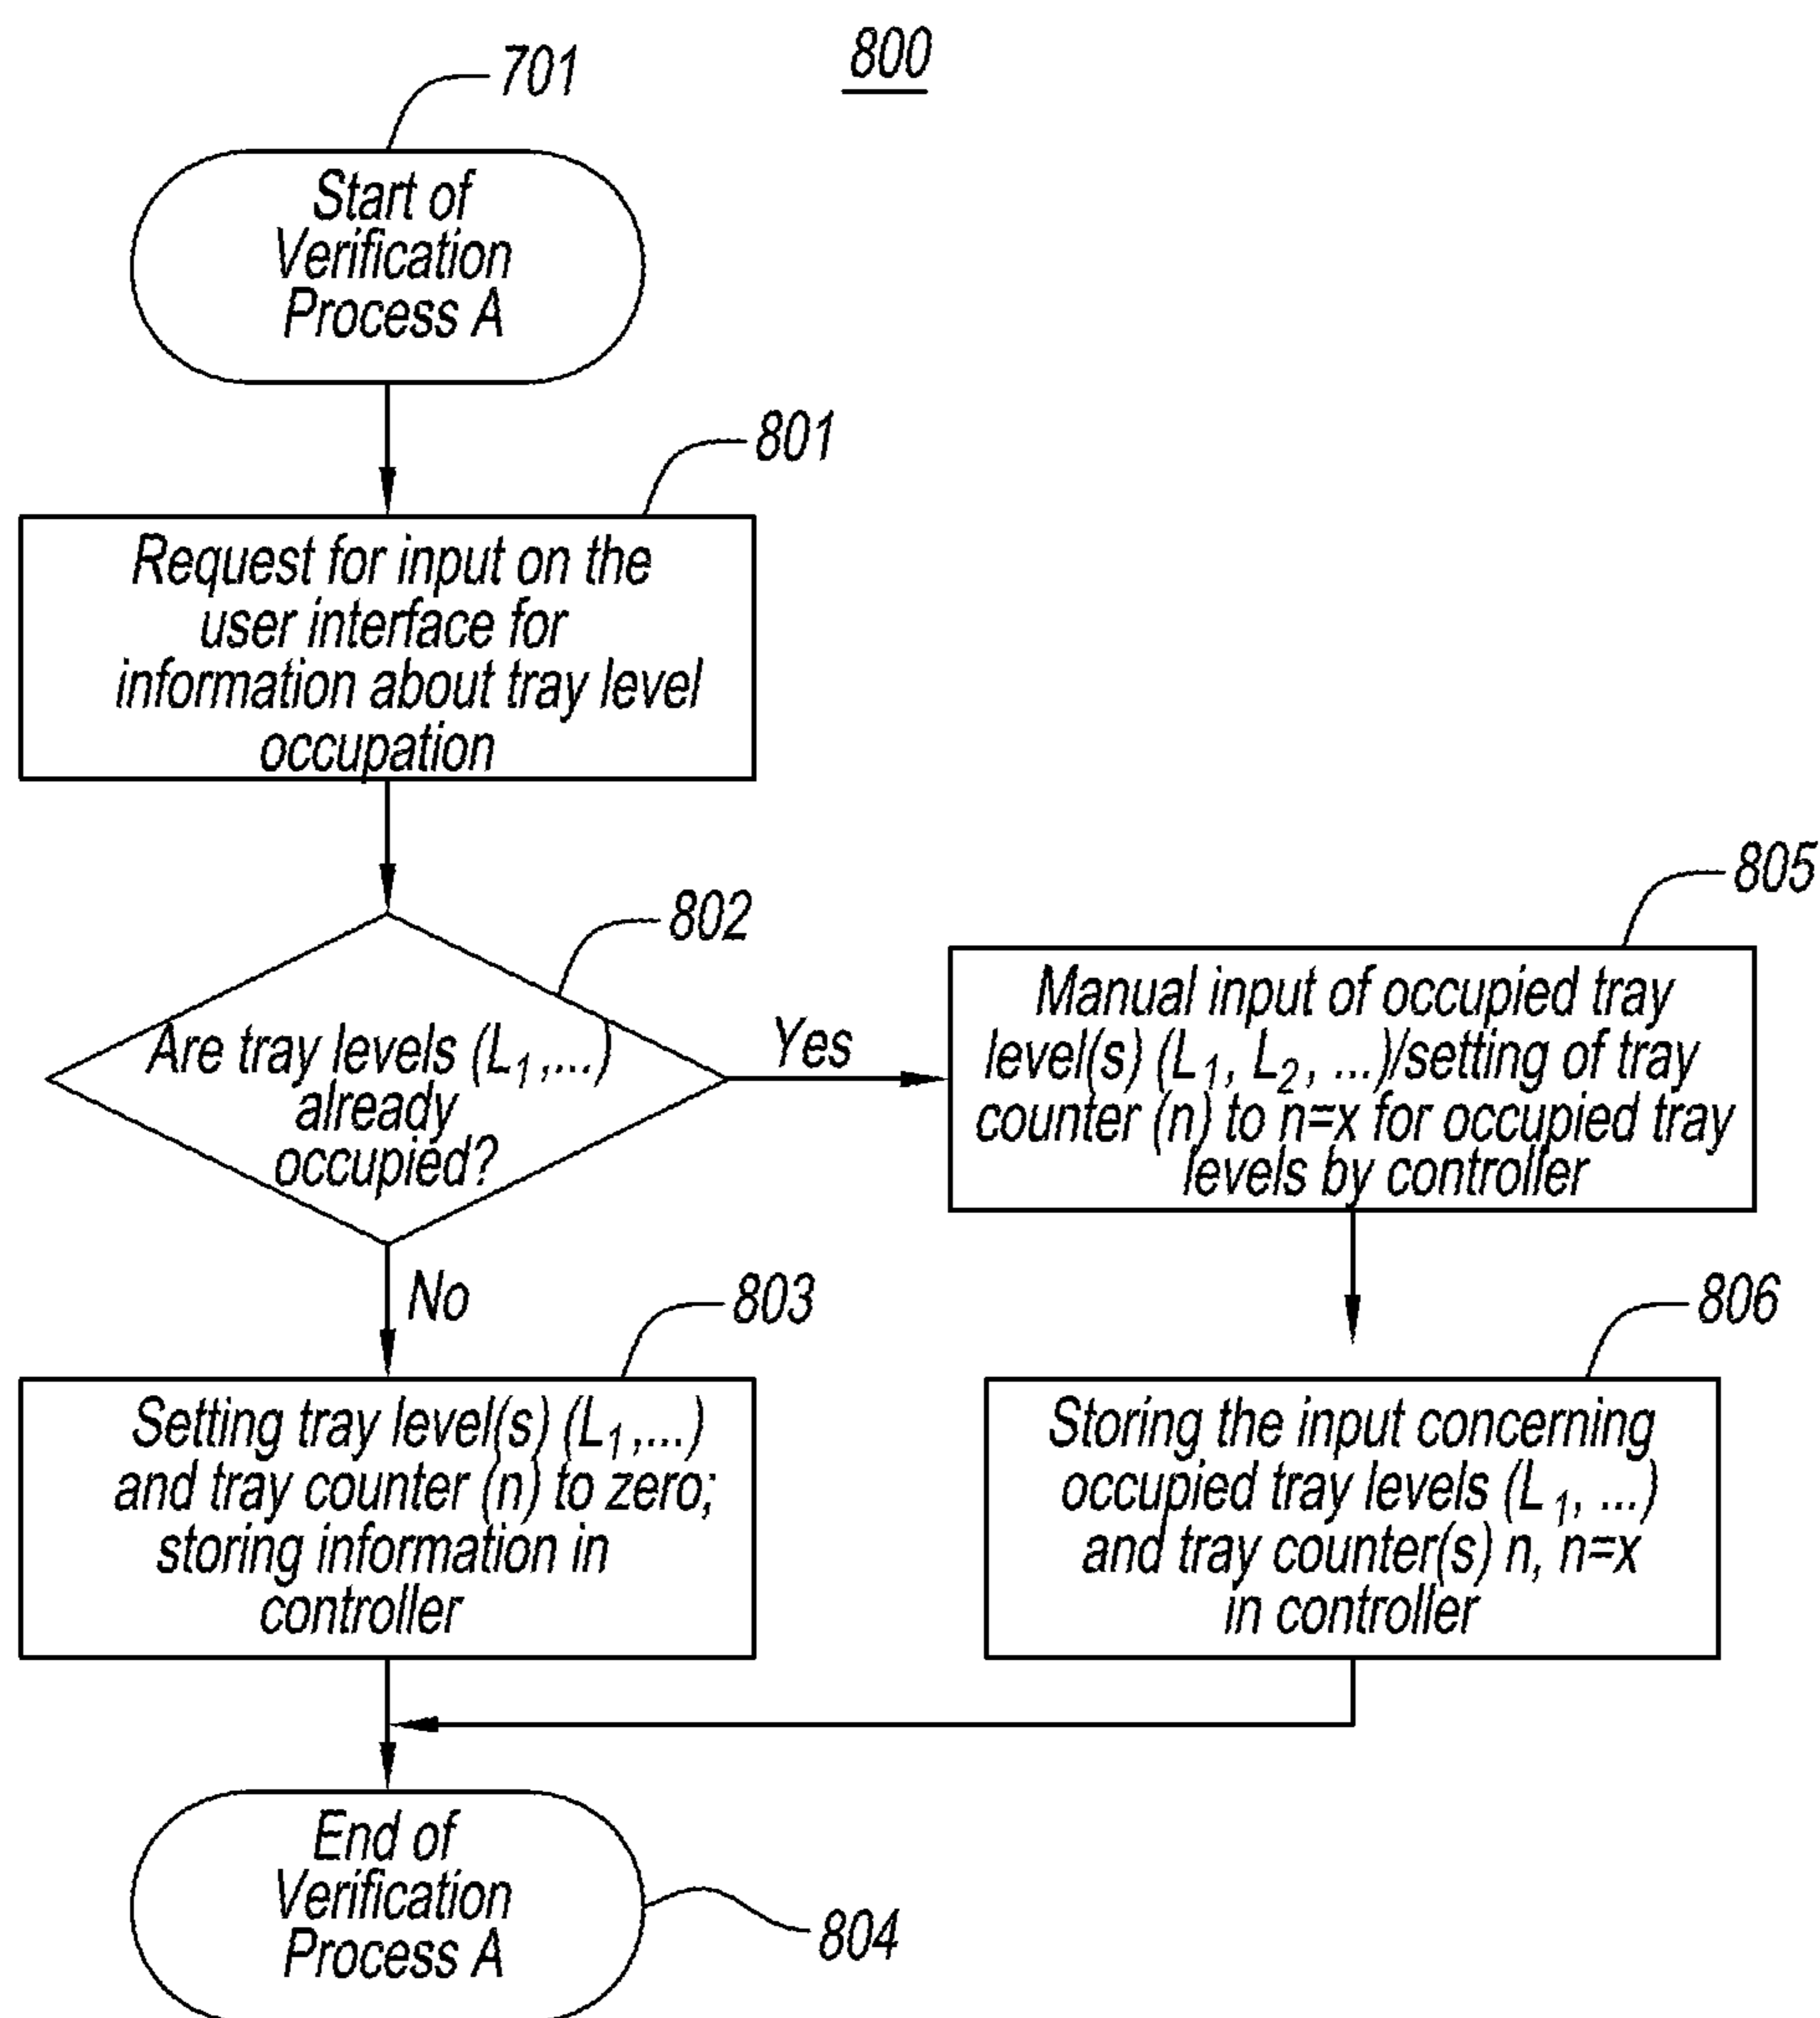 800
701
Start of
Verification
Process A
801
Request for input on the
user interface for
information about tray level
occupation
802
Are tray levels (L1,...)
already
occupied?
Yes
No
805
Manual input of occupied tray
level(s) (L1, L2, ...)/setting of tray
counter (n) to n=x for occupied tray
levels by controller
803
Setting tray level(s) (L1,...)
and tray counter (n) to zero;
storing information in
controller
806
Storing the input concerning
occupied tray levels (L1, ...)
and tray counter(s) n, n=x
in controller
End of
Verification
Process A
804